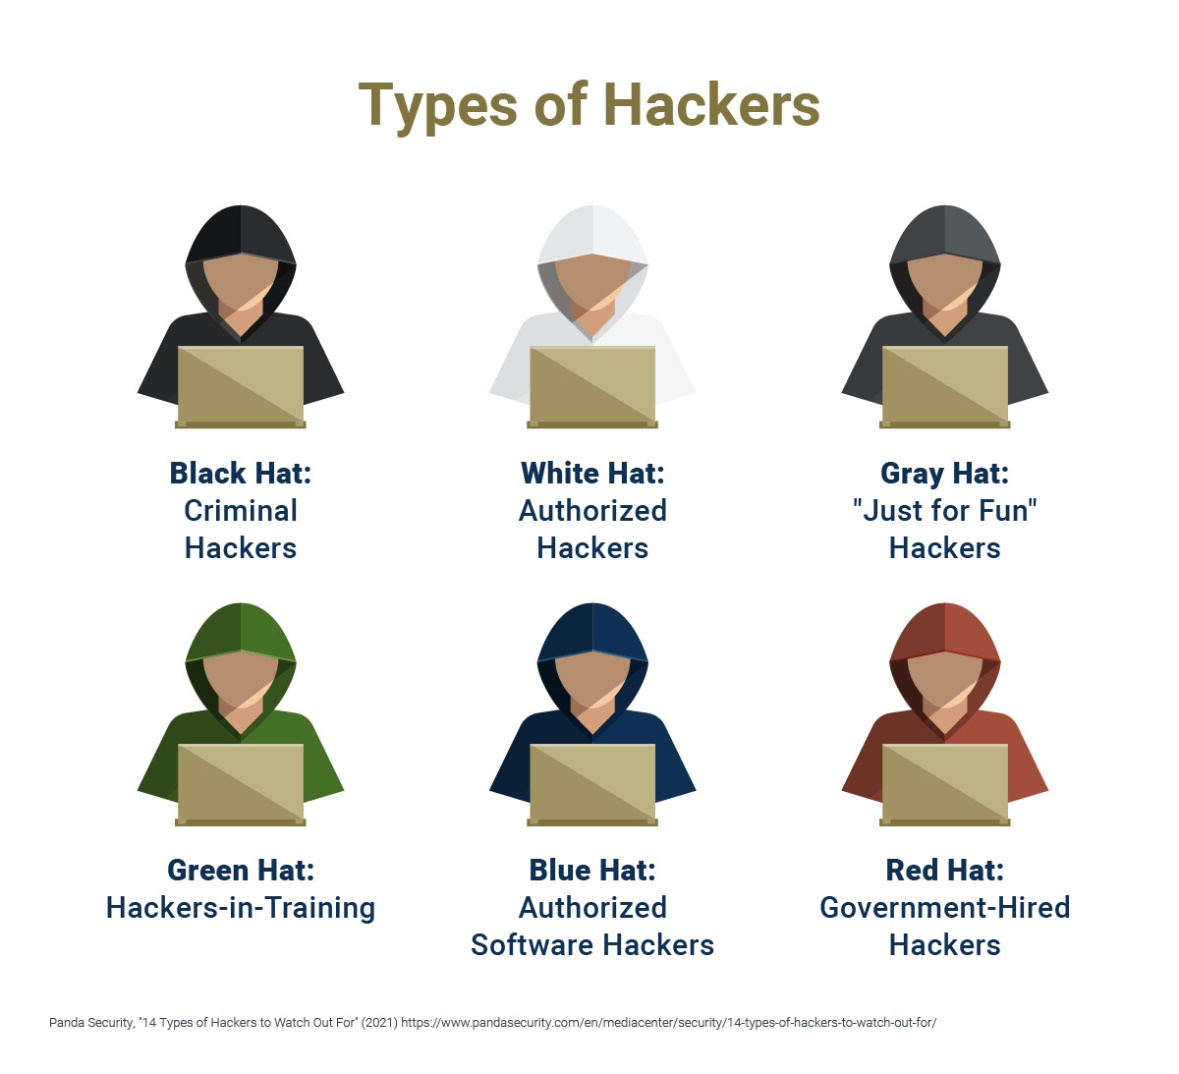 Types of Hackers
Black Hat:
Criminal
Hackers
White Hat:
Authorized
Hackers
Gray Hat:
"Just for Fun"
Hackers
Green Hat:
Hackers-in-Training
Blue Hat:
Authorized
Software Hackers
Red Hat:
Government-Hired
Hackers
Panda Security, "14 Types of Hackers to Watch Out For" (2021) https://www.pandasecurity.com/en/mediacenter/security/14-types-of-hackers-to-watch-out-for/